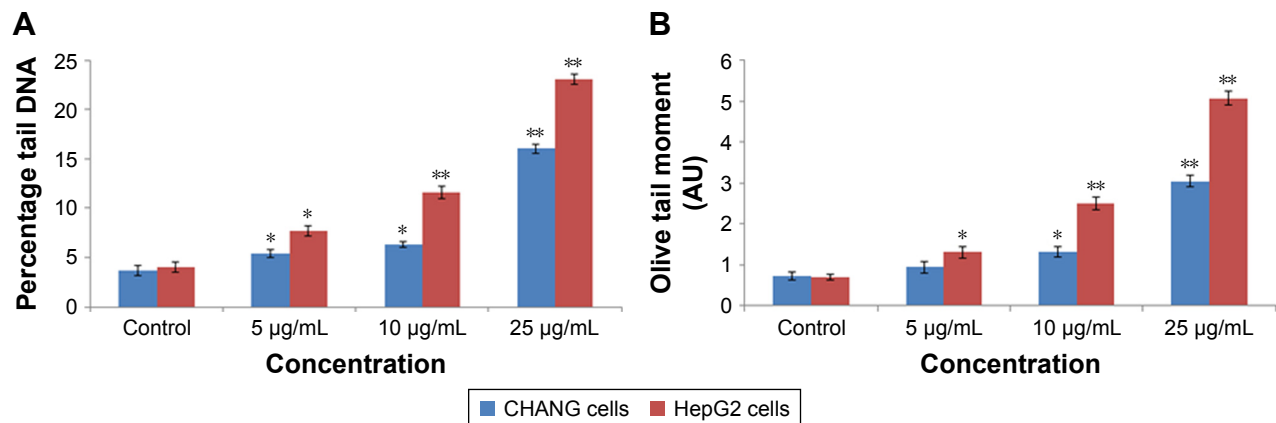 A
Percentage tail DNA
25
20
15
10
5
0
* * * ** ** **
Control 5 µg/mL 10 µg/mL 25 µg/mL
Concentration
B
Olive tail moment
(AU)
6
5
4
3
2
1
0
* * ** ** **
Control 5 µg/mL 10 µg/mL 25 µg/mL
Concentration
CHANG cells HepG2 cells